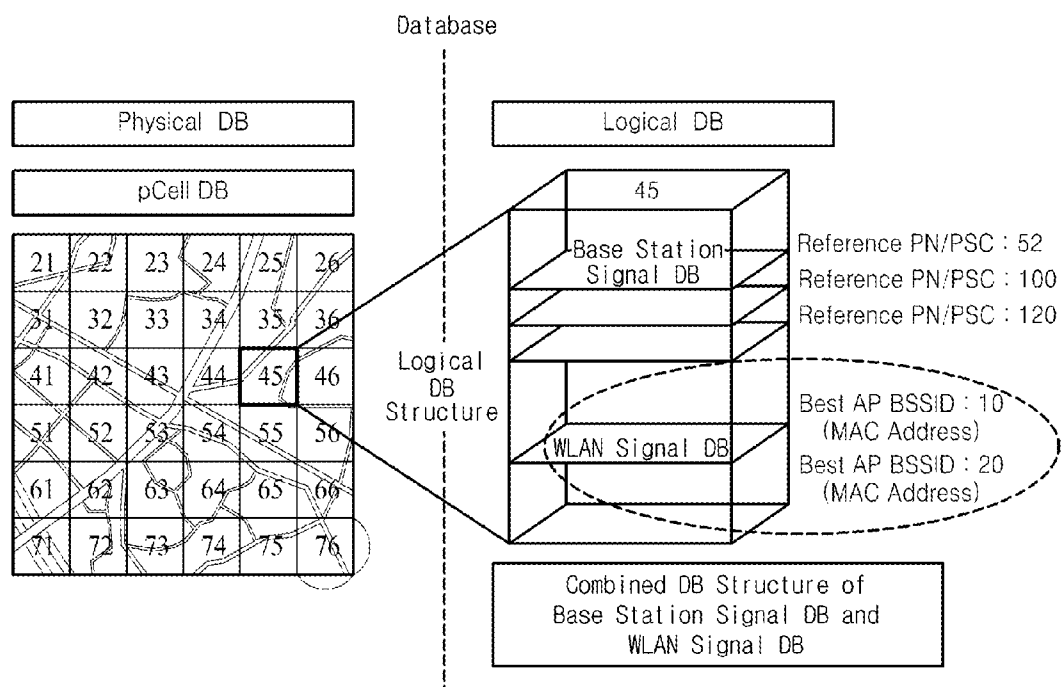 Database
Physical DB
Logical DB
pCell DB
21 22 23 24 25 26
31 32 33 34 35 36
41 42 43 44 45 46
51 52 53 54 55 56
61 62 63 64 65 66
71 72 73 74 75 76
Logical
DB
Structure
45
Base Station
Signal DB
Reference PN/PSC : 52
Reference PN/PSC : 100
Reference PN/PSC : 120
WLAN Signal DB
Best AP BSSID : 10
(MAC Address)
Best AP BSSID : 20
(MAC Address)
Combined DB Structure of
Base Station Signal DB and
WLAN Signal DB